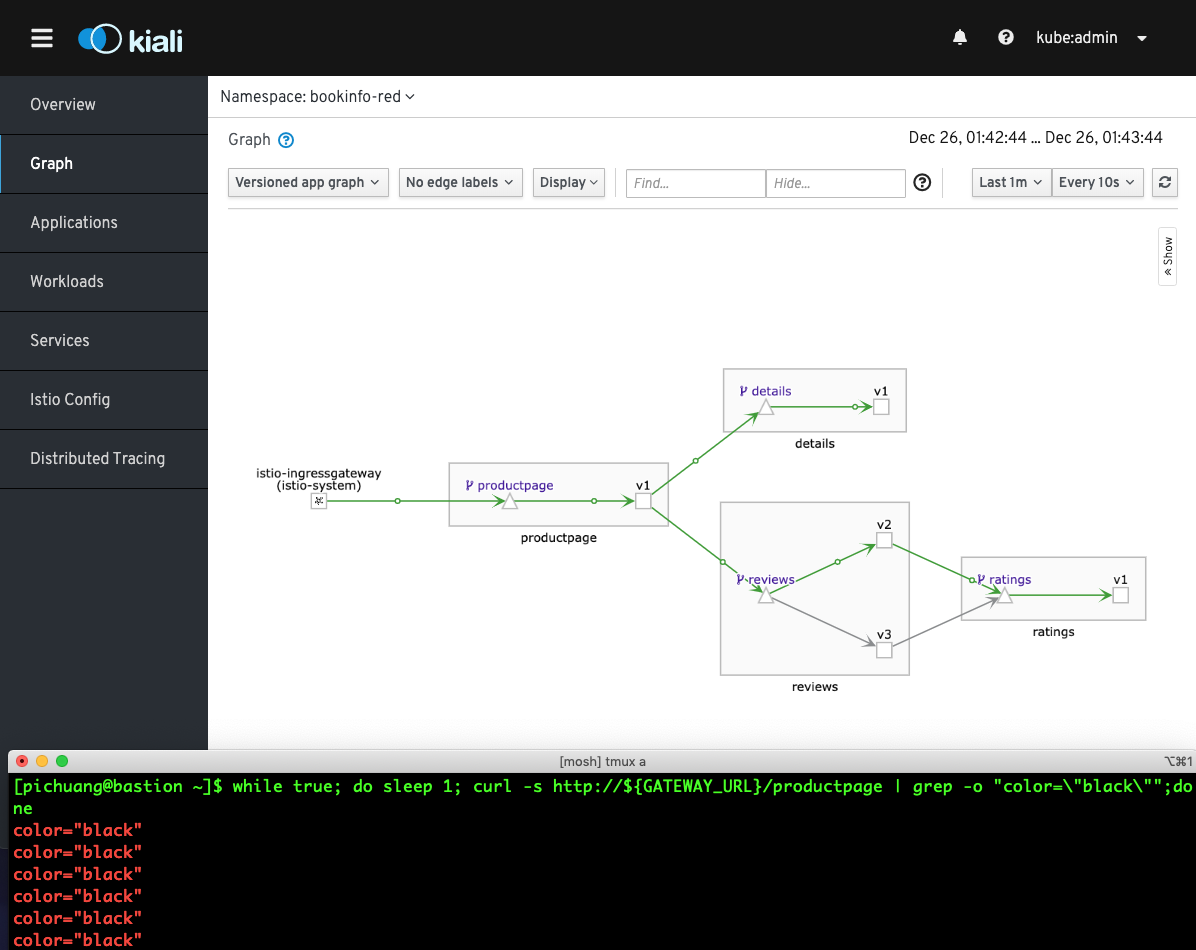 kiali
kube:admin
Overview
Graph
Applications
Workloads
Services
Istio Config
Distributed Tracing
Namespace: bookinfo-red
Graph
Dec 26, 01:42:44 ... Dec 26, 01:43:44
Versioned app graph
No edge labels
Display
Find...
Hide...
Last 1m
Every 10s
Show
details
v1
details
istio-ingressgateway
(istio-system)
productpage
v1
productpage
v2
reviews
v3
reviews
ratings
v1
ratings
[mosh] tmux a
⌥⌘1
[pichuang@bastion ~]$ while true; do sleep 1; curl -s http://${GATEWAY_URL}/productpage | grep -o "color=\"black\"";do
ne
color="black"
color="black"
color="black"
color="black"
color="black"
color="black"